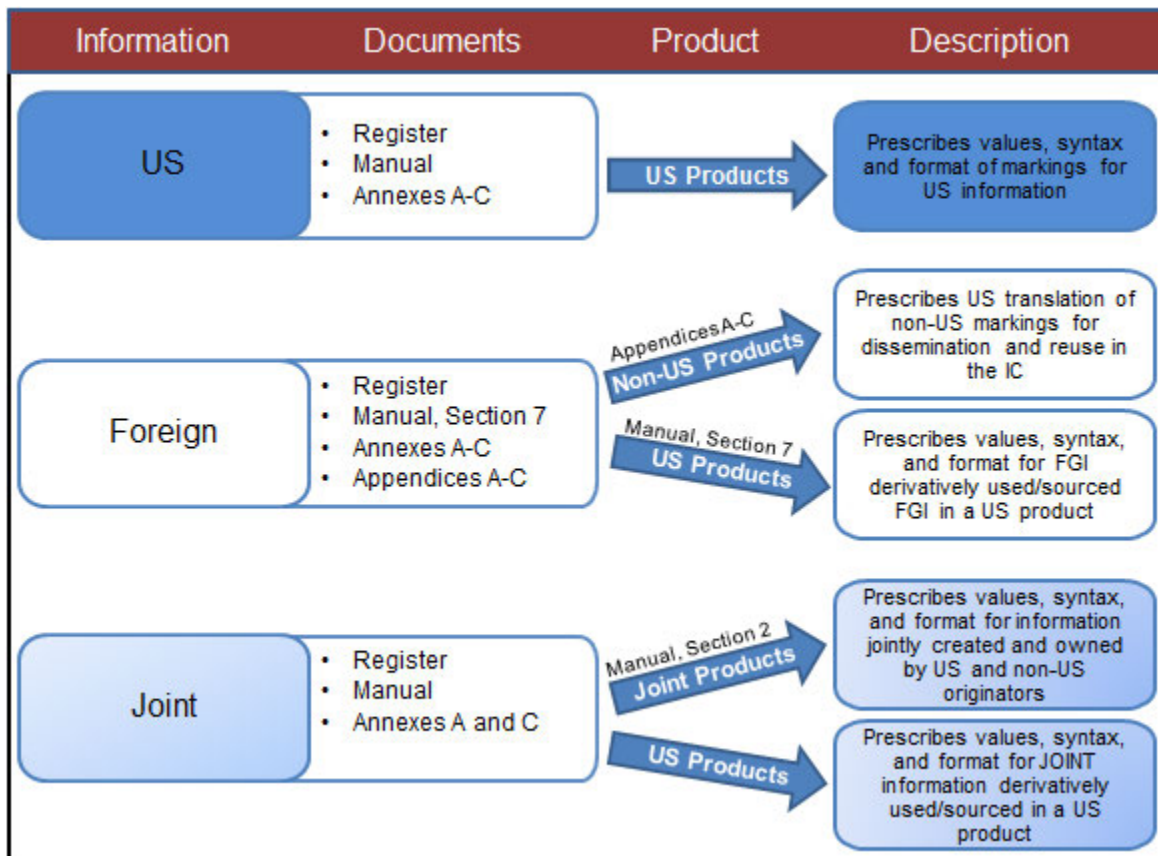 Information Documents Product Description
US
• Register
• Manual
• Annexes A-C
US Products
Prescribes values, syntax
and format of markings for
US information
Foreign
• Register
• Manual, Section 7
• Annexes A-C
• Appendices A-C
Appendices A-C
Non-US Products
Prescribes US translation of
non-US markings for
dissemination and reuse in
the IC
Manual, Section 7
US Products
Prescribes values, syntax,
and format for FGI
derivatively used/sourced
FGI in a US product
Joint
• Register
• Manual
• Annexes A and C
Manual, Section 2
Joint Products
Prescribes values, syntax,
and format for information
jointly created and owned
by US and non-US
originators
US Products
Prescribes values, syntax,
and format for JOINT
information derivatively
used/sourced in a US
product